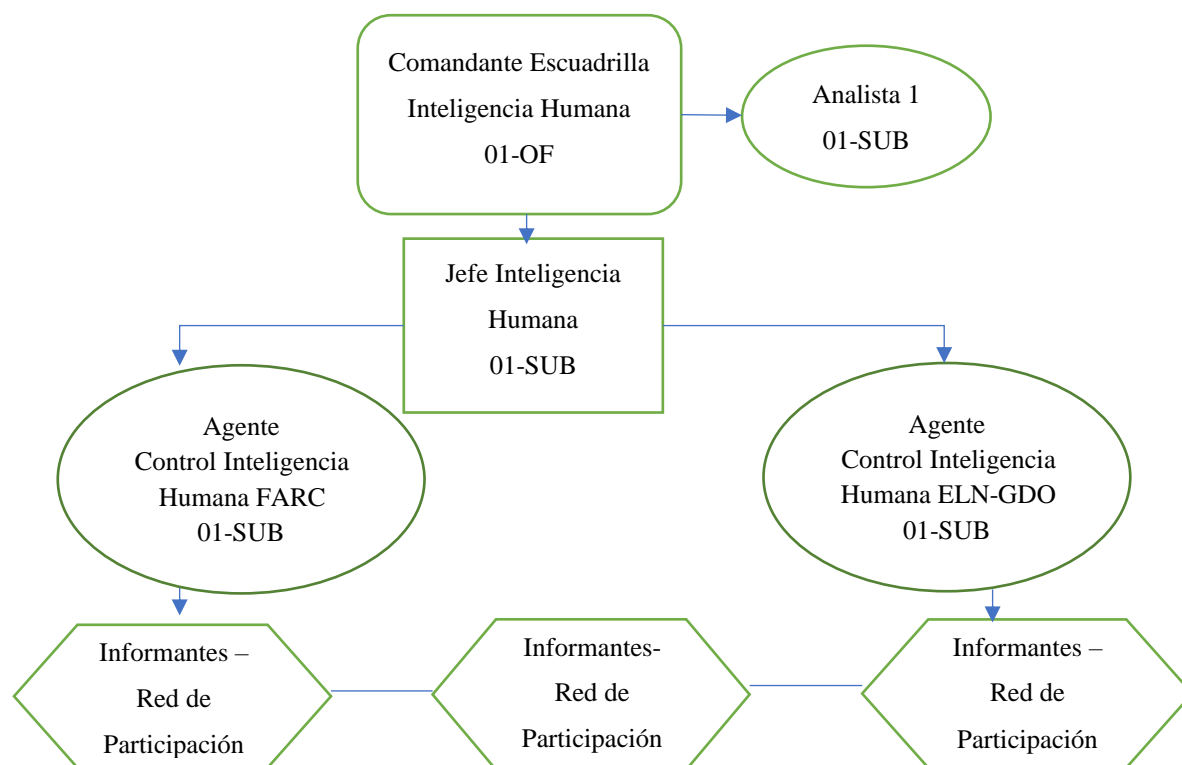 Comandante Escuadrilla
Inteligencia Humana
01-OF
Analista 1
01-SUB
Jefe Inteligencia
Humana
01-SUB
Agente
Control Inteligencia
Humana FARC
01-SUB
Agente
Control Inteligencia
Humana ELN-GDO
01-SUB
Informantes –
Red de
Participación
Informantes-
Red de
Participación
Informantes –
Red de
Participación